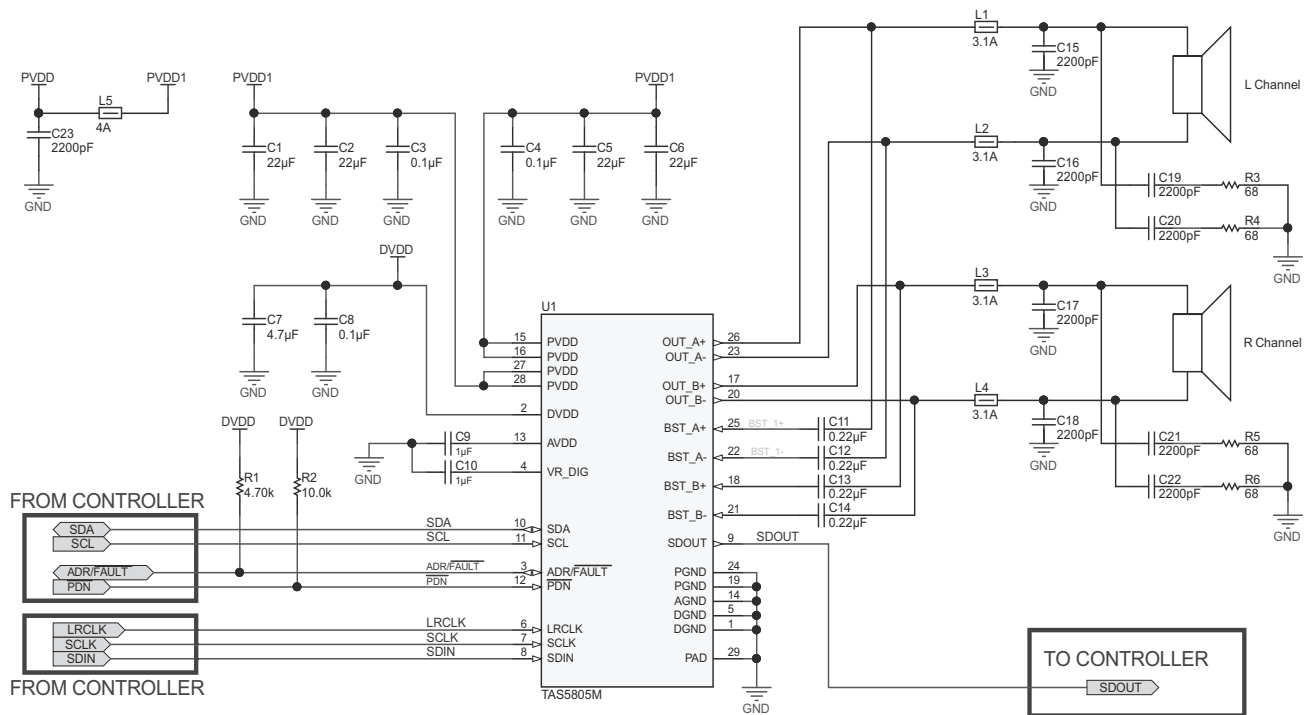 PVDD
PVDD1
L5
4A
C23
2200pF
GND
PVDD1
C1
22µF
C2
22µF
C3
0.1µF
GND
GND
GND
PVDD1
C4
0.1µF
C5
22µF
C6
22µF
GND
GND
GND
L1
3.1A
C15
2200pF
GND
L Channel
L2
3.1A
C16
2200pF
GND
C19
2200pF
R3
68
C20
2200pF
R4
68
GND
DVDD
C7
4.7µF
C8
0.1µF
GND
GND
L3
3.1A
C17
2200pF
GND
R Channel
L4
3.1A
C18
2200pF
GND
C21
2200pF
R5
68
C22
2200pF
R6
68
GND
U1
15 PVDD
16 PVDD
27 PVDD
28 PVDD
2 DVDD
13 AVDD
4 VR_DIG
10 SDA
11 SCL
3 ADR/FAULT
12 PDN
6 LRCLK
7 SCLK
8 SDIN
OUT_A+ 26
OUT_A- 23
OUT_B+ 17
OUT_B- 20
BST_A+ 25 BST_1+
BST_A- 22 BST_1-
BST_B+ 18
BST_B- 21
SDOUT 9 SDOUT
PGND 24
PGND 19
AGND 14
DGND 5
DGND 1
PAD 29
GND
TAS5805M
C11
0.22µF
C12
0.22µF
C13
0.22µF
C14
0.22µF
C9
1µF
C10
1µF
GND
DVDD
DVDD
R1
4.70k
R2
10.0k
FROM CONTROLLER
SDA SDA
SCL SCL
ADR/FAULT ADR/FAULT
PDN PDN
LRCLK LRCLK
SCLK SCLK
SDIN SDIN
FROM CONTROLLER
TO CONTROLLER
SDOUT